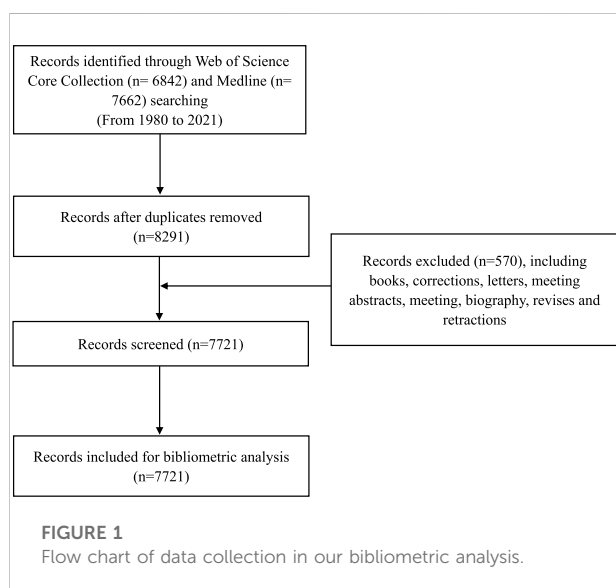 Records identified through Web of Science
Core Collection (n= 6842) and Medline (n=
7662) searching
(From 1980 to 2021)
Records after duplicates removed
(n=8291)
Records excluded (n=570), including
books, corrections, letters, meeting
abstracts, meeting, biography, revises and
retractions
Records screened (n=7721)
Records included for bibliometric analysis
(n=7721)
FIGURE 1
Flow chart of data collection in our bibliometric analysis.